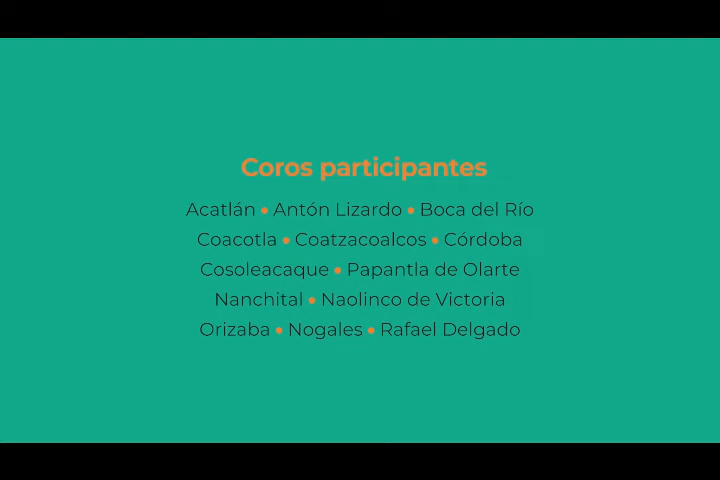 Coros participantes
Acatlán • Antón Lizardo • Boca del Río
Coacotla • Coatzacoalcos • Córdoba
Cosoleacaque • Papantla de Olarte
Nanchital • Naolinco de Victoria
Orizaba • Nogales • Rafael Delgado